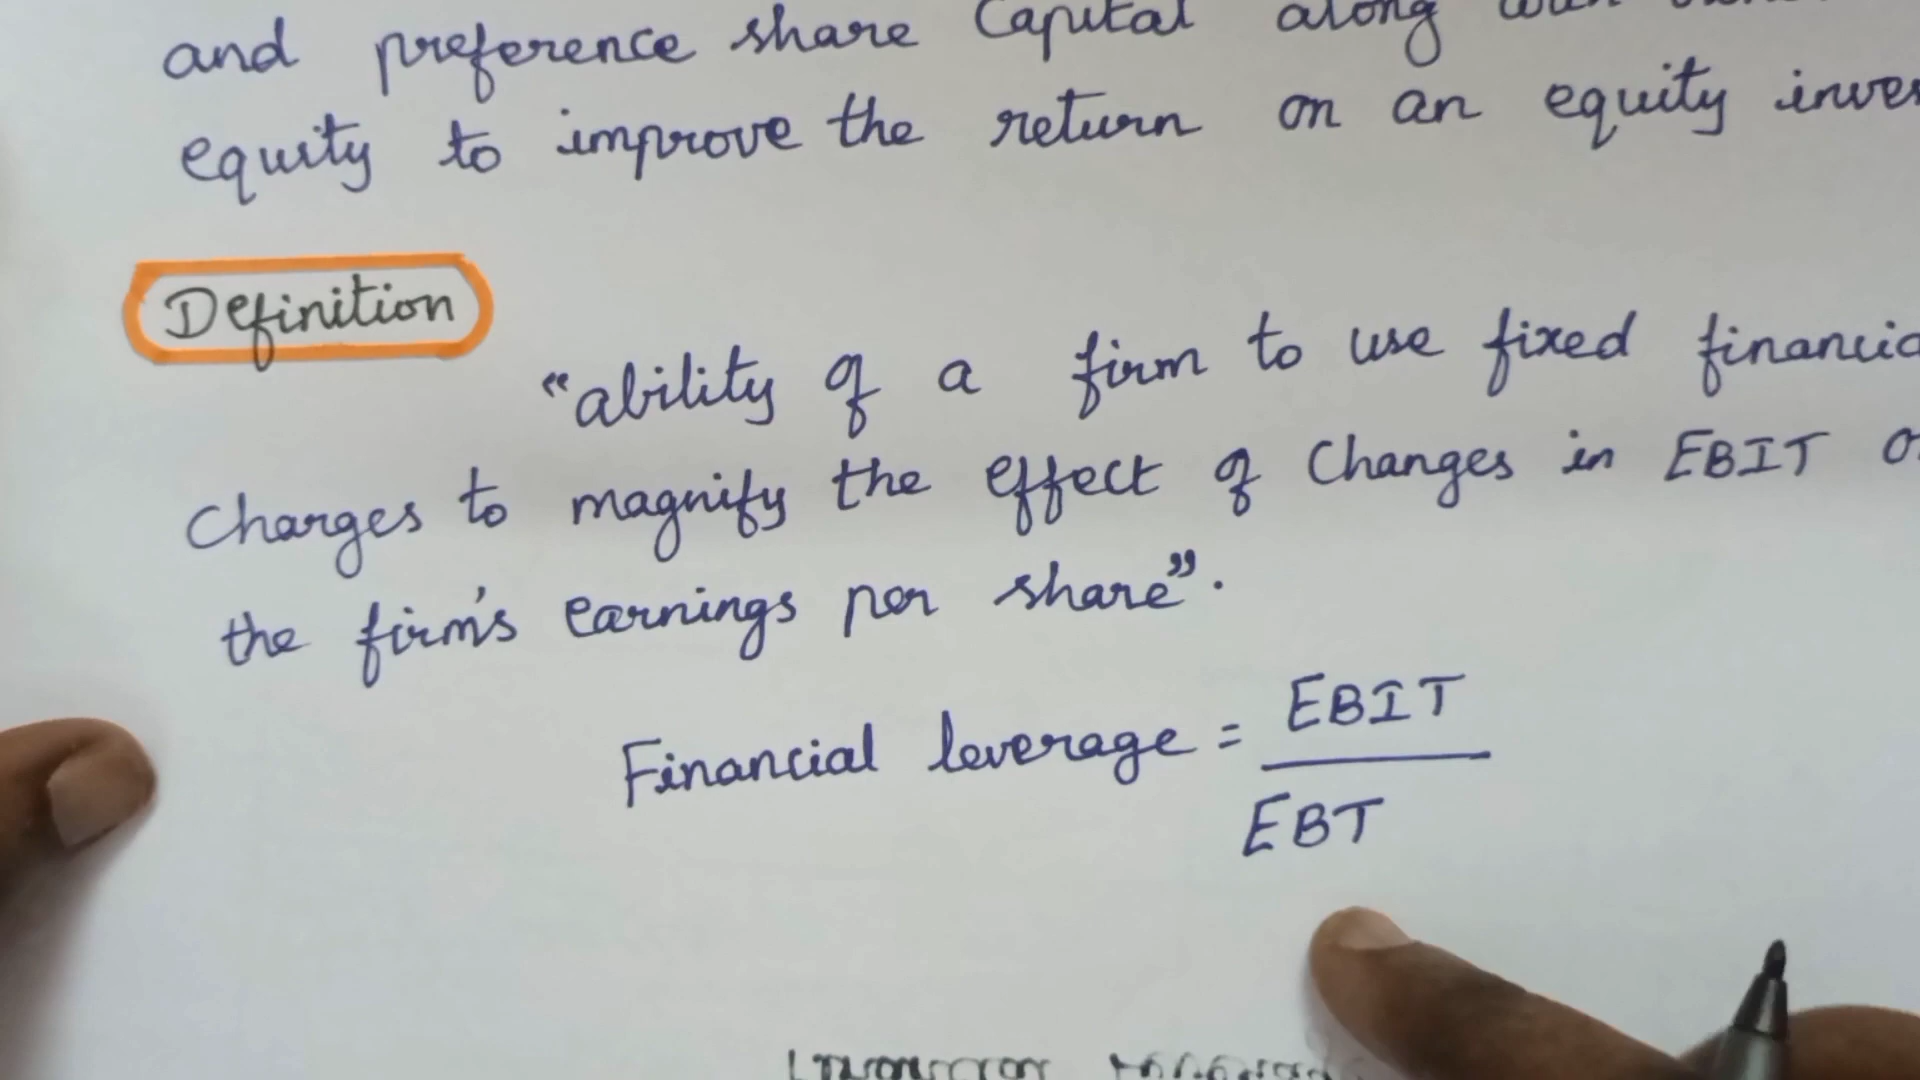 and preference share Capital along
equity to improve the return on an equity
Definition
"ability of a firm to use fixed
Charges to magnify the effect of Changes in EBIT
the firm's earnings per share".
Financial leverage = EBIT
EBT